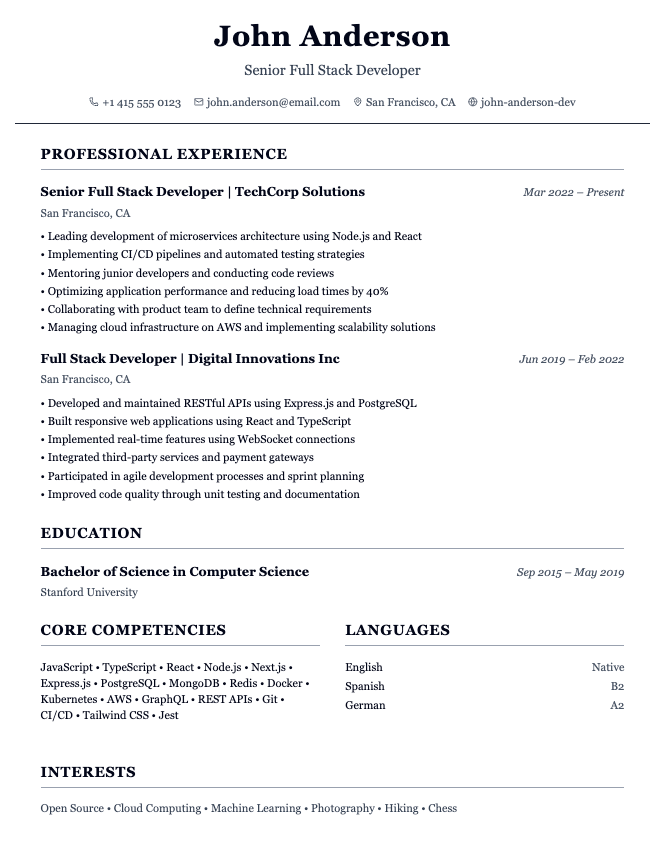 John Anderson
Senior Full Stack Developer
+1 415 555 0123 john.anderson@email.com San Francisco, CA john-anderson-dev
PROFESSIONAL EXPERIENCE
Senior Full Stack Developer | TechCorp Solutions Mar 2022 – Present
San Francisco, CA
• Leading development of microservices architecture using Node.js and React
• Implementing CI/CD pipelines and automated testing strategies
• Mentoring junior developers and conducting code reviews
• Optimizing application performance and reducing load times by 40%
• Collaborating with product team to define technical requirements
• Managing cloud infrastructure on AWS and implementing scalability solutions
Full Stack Developer | Digital Innovations Inc Jun 2019 – Feb 2022
San Francisco, CA
• Developed and maintained RESTful APIs using Express.js and PostgreSQL
• Built responsive web applications using React and TypeScript
• Implemented real-time features using WebSocket connections
• Integrated third-party services and payment gateways
• Participated in agile development processes and sprint planning
• Improved code quality through unit testing and documentation
EDUCATION
Bachelor of Science in Computer Science Sep 2015 – May 2019
Stanford University
CORE COMPETENCIES
JavaScript • TypeScript • React • Node.js • Next.js •
Express.js • PostgreSQL • MongoDB • Redis • Docker •
Kubernetes • AWS • GraphQL • REST APIs • Git •
CI/CD • Tailwind CSS • Jest
LANGUAGES
English Native
Spanish B2
German A2
INTERESTS
Open Source • Cloud Computing • Machine Learning • Photography • Hiking • Chess